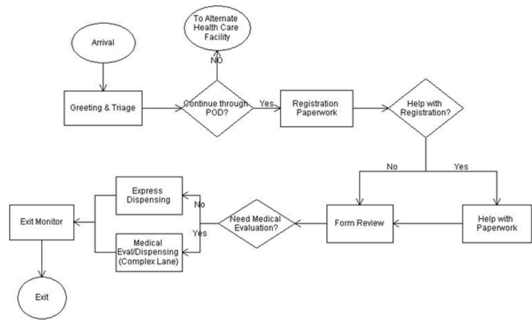 To Alternate
Health Care
Facility
Arrival
NO
Greeting & Triage
Continue through
POD?
Yes
Registration
Paperwork
Help with
Registration?
No
Yes
Express
Dispensing
No
Exit Monitor
Need Medical
Evaluation?
Form Review
Help with
Paperwork
Yes
Medical
Eval/Dispensing
(Complex Lane)
Exit